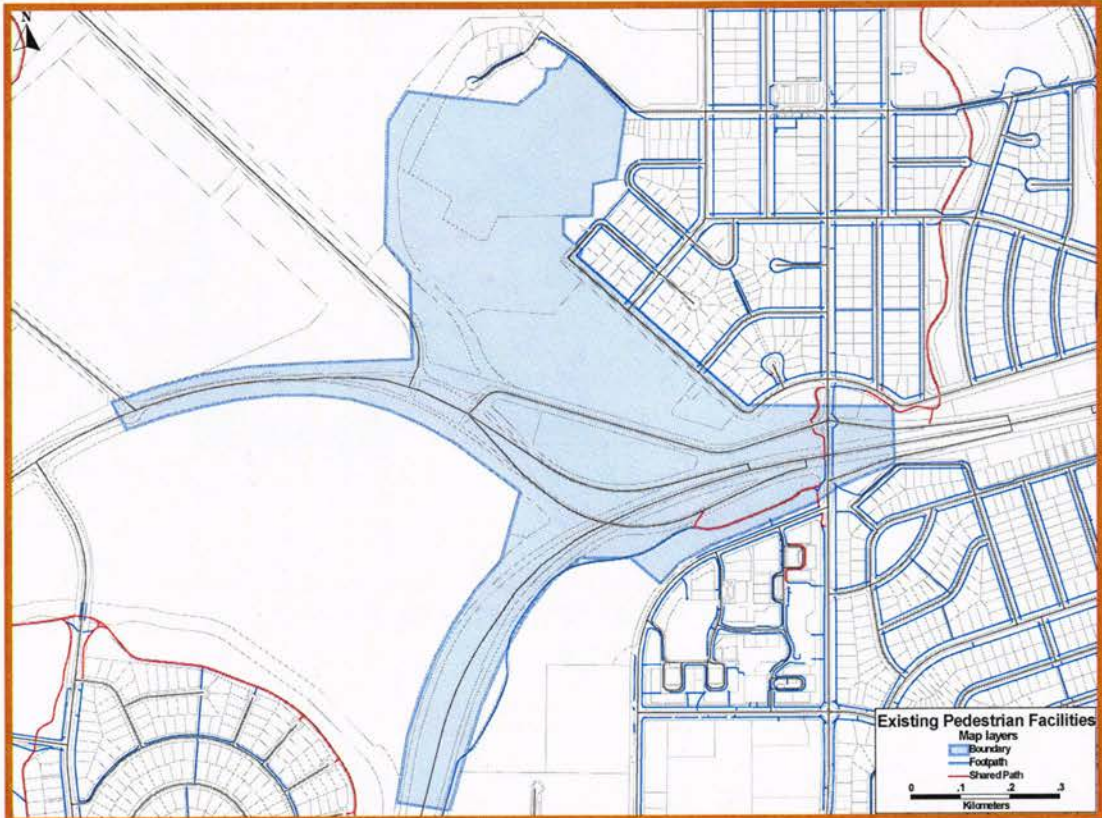 N
Existing Pedestrian Facilities
Map layers
Boundary
Footpath
Shared Path
0 .1 .2 .3
Kilometers